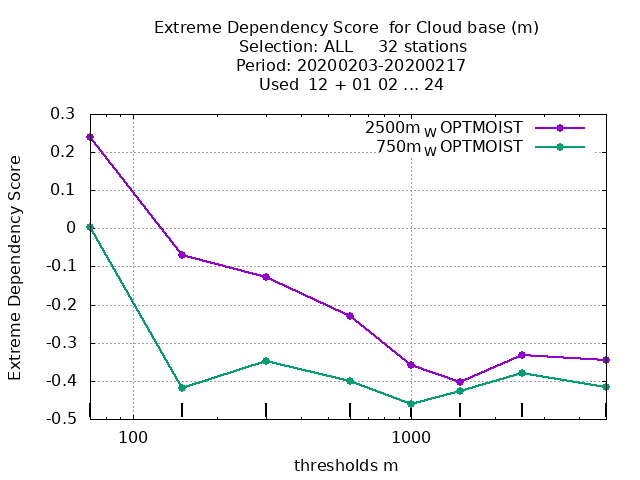 Extreme Dependency Score  for Cloud base (m)
Selection: ALL     32 stations
Period: 20200203-20200217
Used  12 + 01 02 ... 24
2500m W OPTMOIST
750m W OPTMOIST
Extreme Dependency Score
0.3
0.2
0.1
0
-0.1
-0.2
-0.3
-0.4
-0.5
100
1000
thresholds m